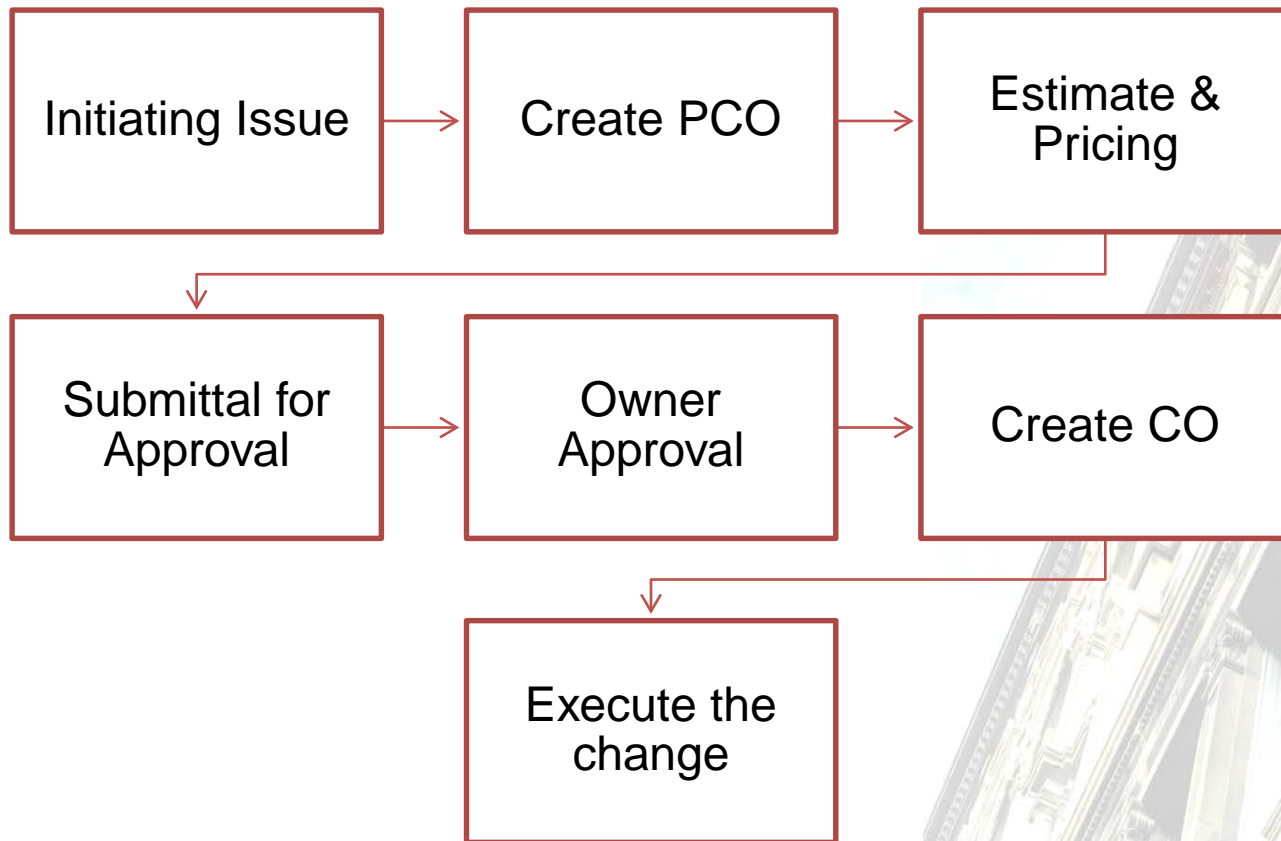 Initiating Issue
Create PCO
Estimate &
Pricing
Submittal for
Approval
Owner
Approval
Create CO
Execute the
change